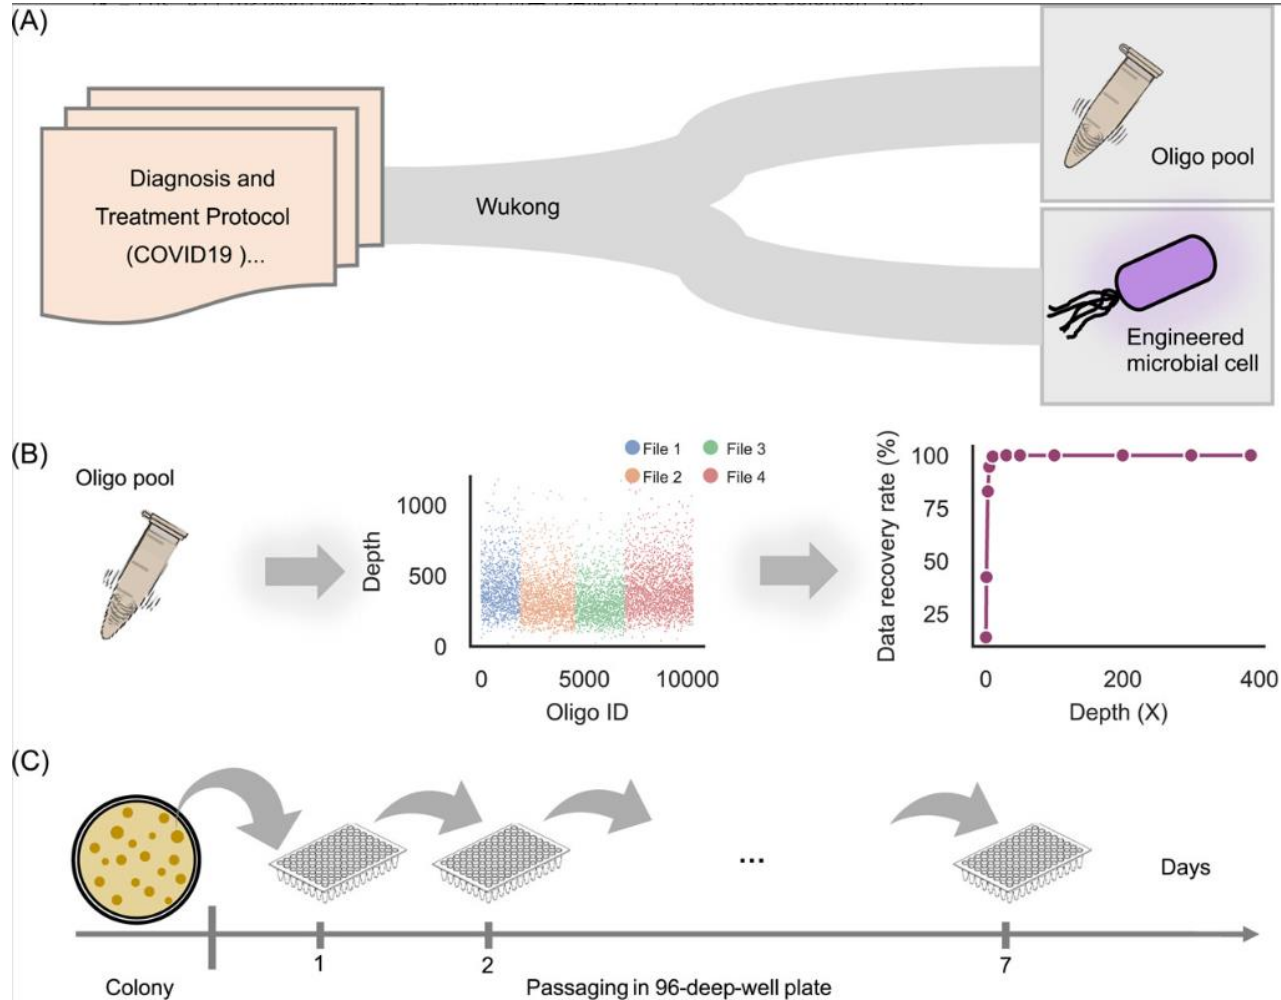 (A)
Diagnosis and
Treatment Protocol
(COVID19 )...
Wukong
Oligo pool
Engineered
microbial cell
(B)
Oligo pool
File 1
File 3
File 2
File 4
Depth
1000
500
0
0 5000 10000
Oligo ID
Data recovery rate (%)
100
75
50
25
0 200 400
Depth (X)
(C)
...
Days
1 2 7
Colony
Passaging in 96-deep-well plate